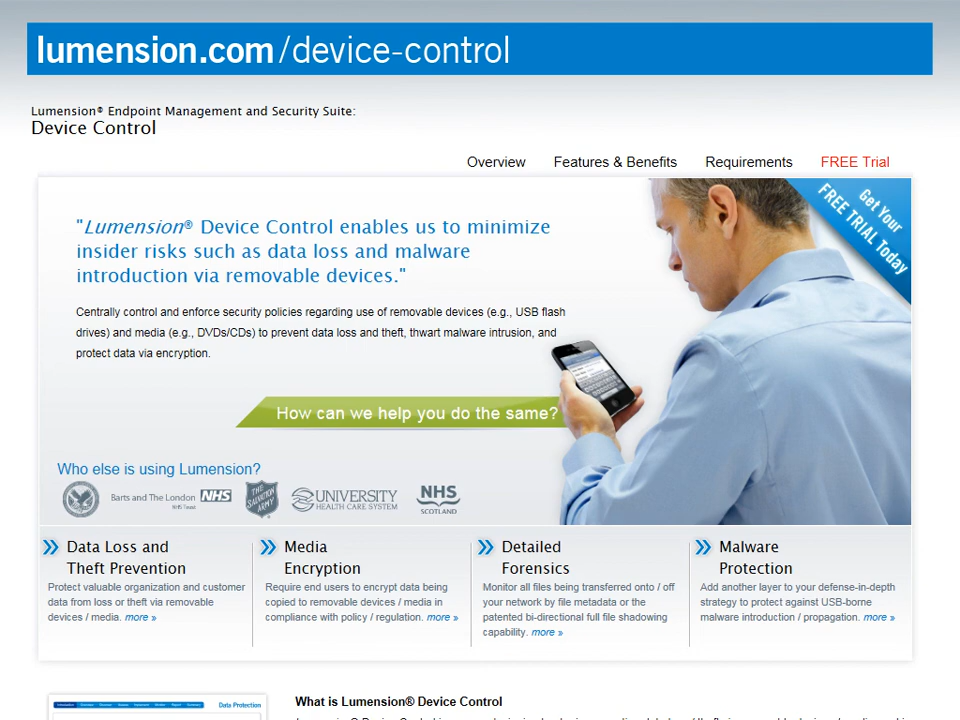 lumension.com/device-control
Lumension® Endpoint Management and Security Suite:
Device Control
Overview Features & Benefits Requirements FREE Trial
Get Your
FREE TRIAL Today
"Lumension® Device Control enables us to minimize
insider risks such as data loss and malware
introduction via removable devices."
Centrally control and enforce security policies regarding use of removable devices (e.g., USB flash
drives) and media (e.g., DVDs/CDs) to prevent data loss and theft, thwart malware intrusion, and
protect data via encryption.
How can we help you do the same?
Who else is using Lumension?
Barts and The London NHS
NHS Trust
THE SALVATION ARMY
UNIVERSITY
HEALTH CARE SYSTEM
NHS
SCOTLAND
Data Loss and
Theft Prevention
Protect valuable organization and customer
data from loss or theft via removable
devices / media. more »
Media
Encryption
Require end users to encrypt data being
copied to removable devices / media in
compliance with policy / regulation. more »
Detailed
Forensics
Monitor all files being transferred onto / off
your network by file metadata or the
patented bi-directional full file shadowing
capability. more »
Malware
Protection
Add another layer to your defense-in-depth
strategy to protect against USB-borne
malware introduction / propagation. more »
Data Protection
What is Lumension® Device Control